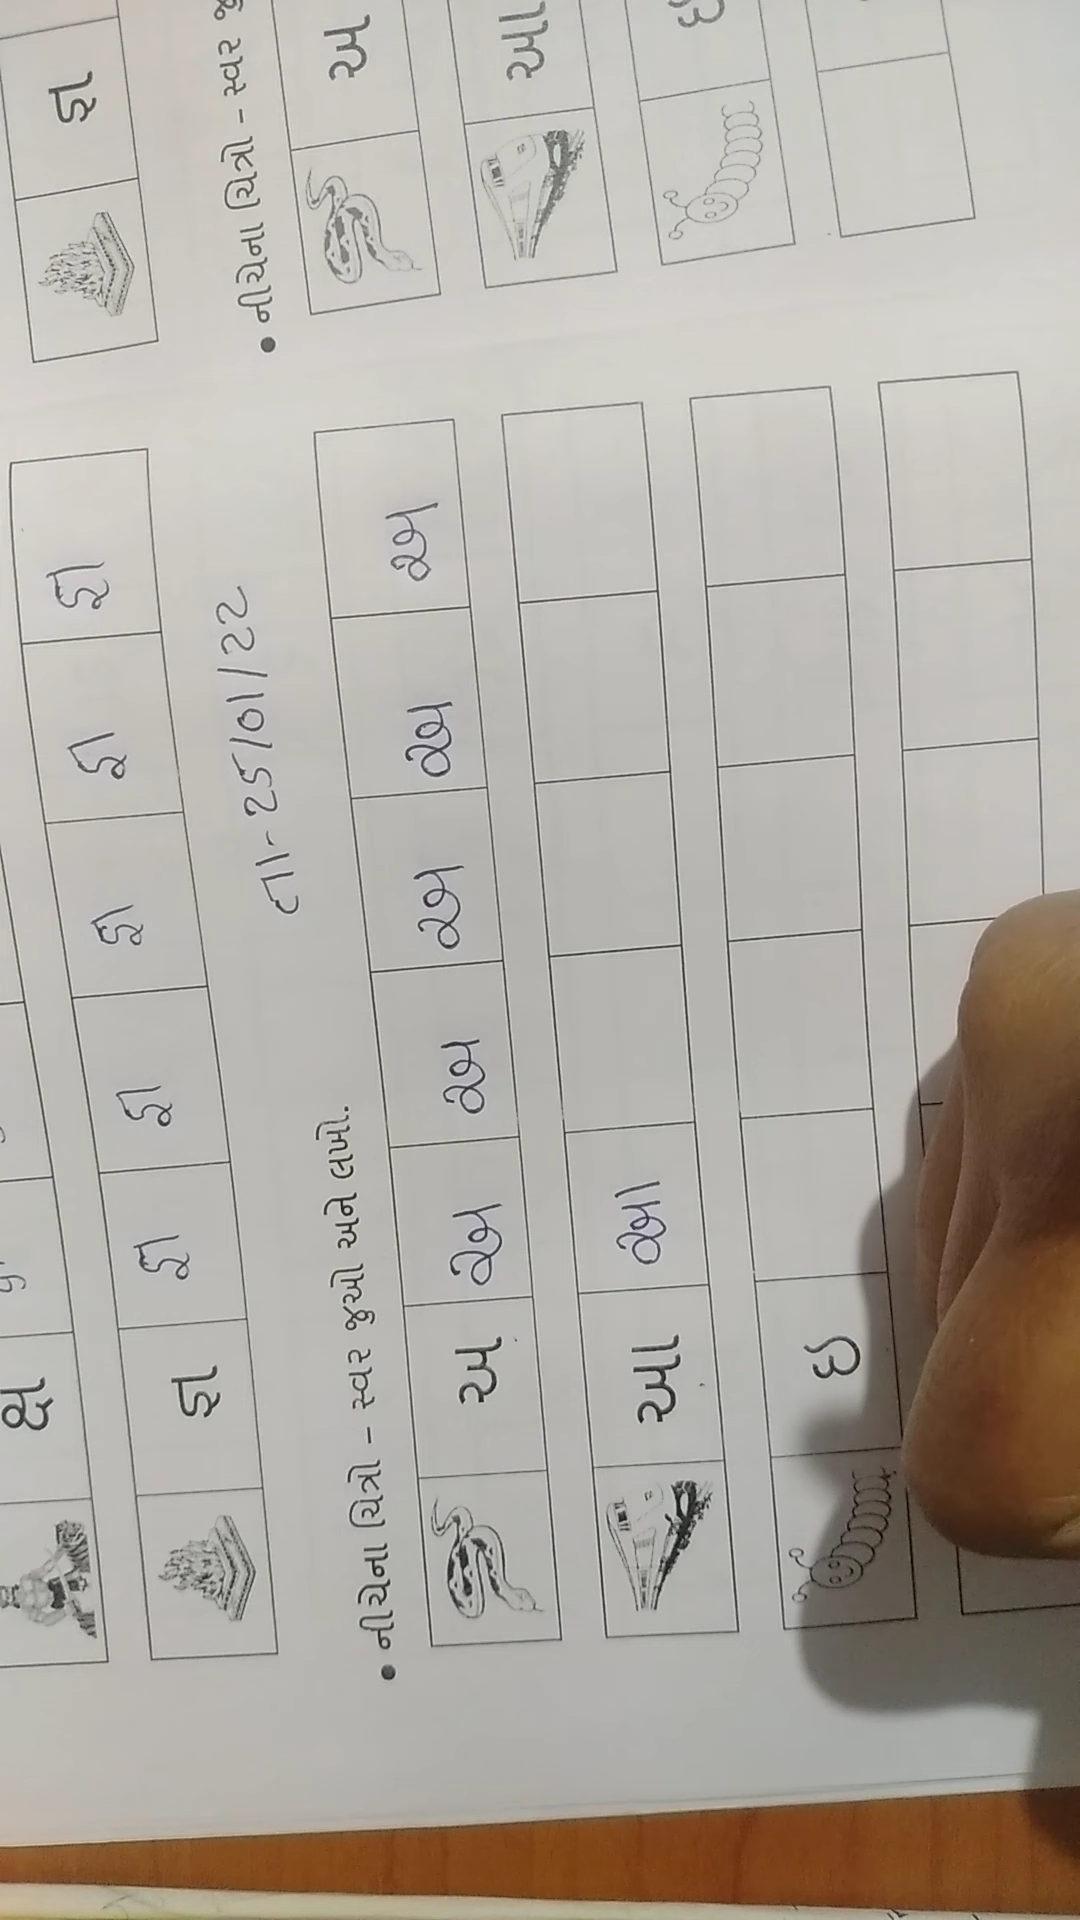 ક્ષ
જ્ઞ જ્ઞ જ્ઞ જ્ઞ જ્ઞ જ્ઞ
તા-25/01/22
• નીચેના ચિત્રો - સ્વર જુઓ અને લખો.
અ અ અ અ અ અ
આ આ
ઇ
જ્ઞ
• નીચેના ચિત્રો - સ્વર
અ
આ
ઇ